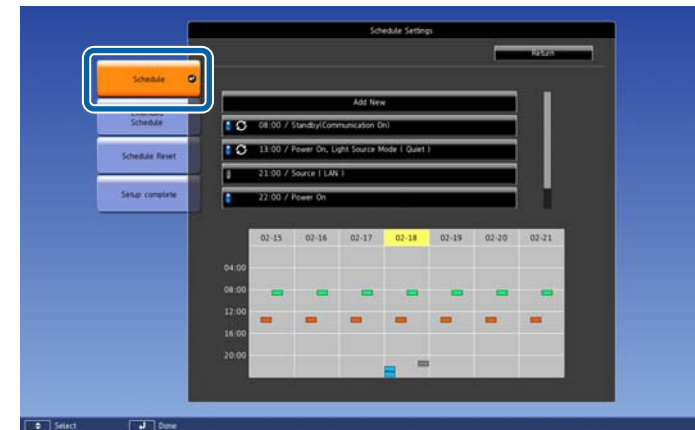 Schedule Settings
Return
Schedule
Schedule
Schedule Reset
Setup complete
Add New
08:00 / Standby(Communication On)
13:00 / Power On, Light Source Mode ( Quiet )
21:00 / Source ( LAN )
22:00 / Power On
02-15 02-16 02-17 02-18 02-19 02-20 02-21
04:00
08:00
12:00
16:00
20:00
Select Done